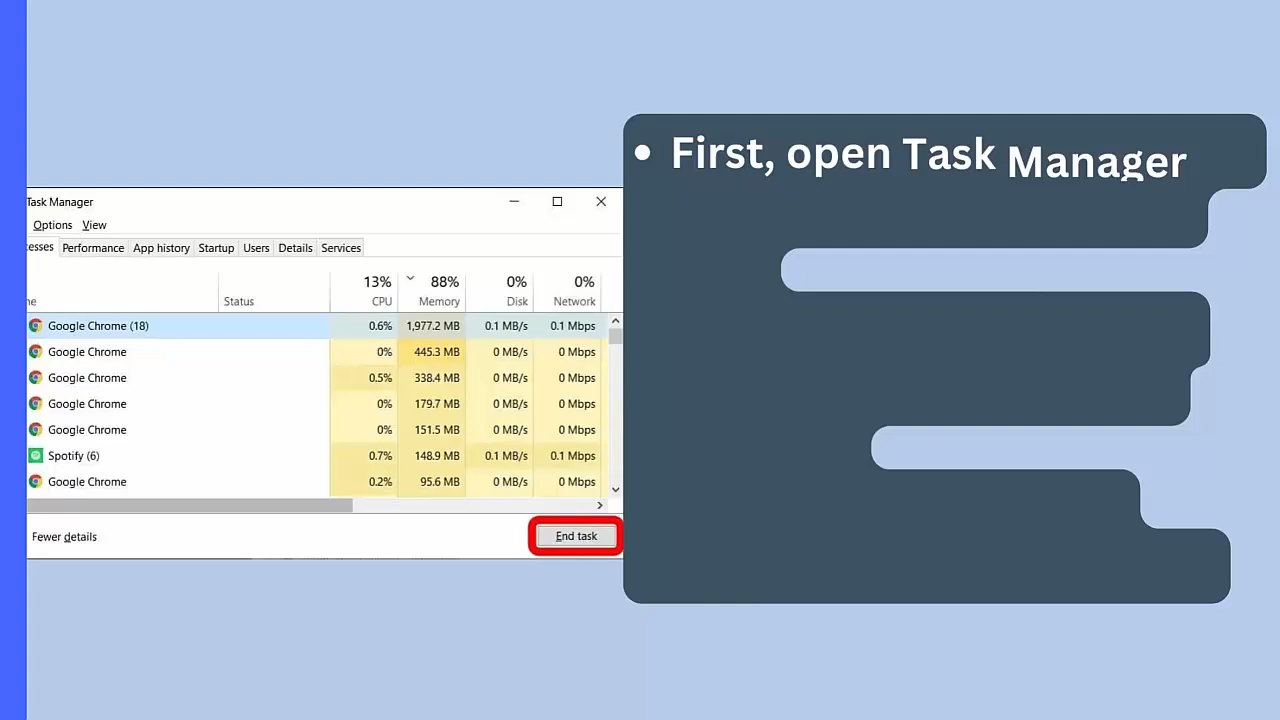 First, open Task Manager
Task Manager
Options View
esses Performance App history Startup Users Details Services
13% 88% 0% 0%
ne Status CPU Memory Disk Network
Google Chrome (18) 0.6% 1,977.2 MB 0.1 MB/s 0.1 Mbps
Google Chrome 0% 445.3 MB 0 MB/s 0 Mbps
Google Chrome 0.5% 338.4 MB 0 MB/s 0 Mbps
Google Chrome 0% 179.7 MB 0 MB/s 0 Mbps
Google Chrome 0% 151.5 MB 0 MB/s 0 Mbps
Spotify (6) 0.7% 148.9 MB 0.1 MB/s 0.1 Mbps
Google Chrome 0.2% 95.6 MB 0 MB/s 0 Mbps
Fewer details End task